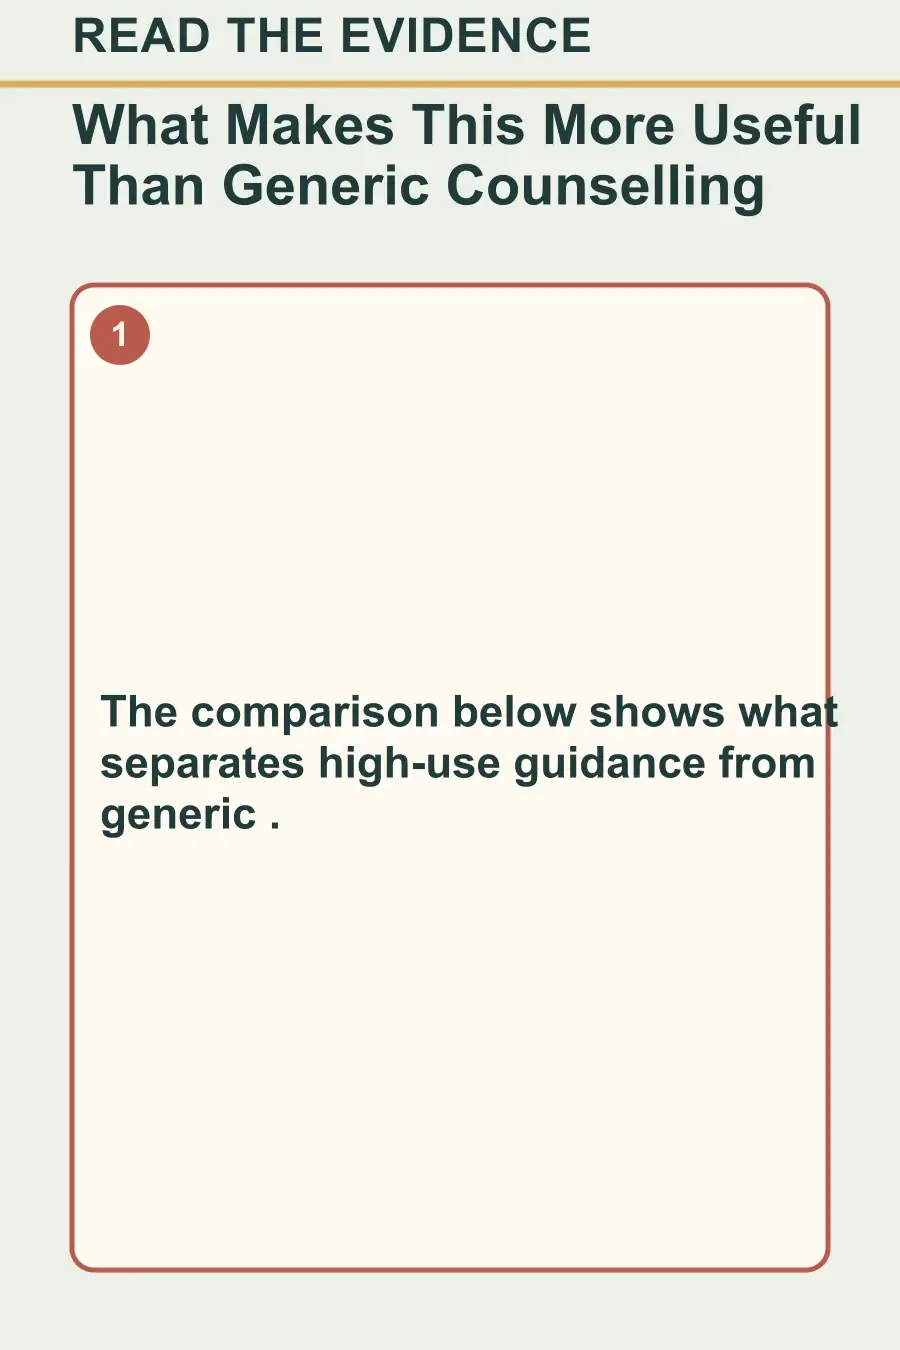 READ THE EVIDENCE
What Makes This More Useful
Than Generic Counselling
1
The comparison below shows what
separates high-use guidance from
generic .